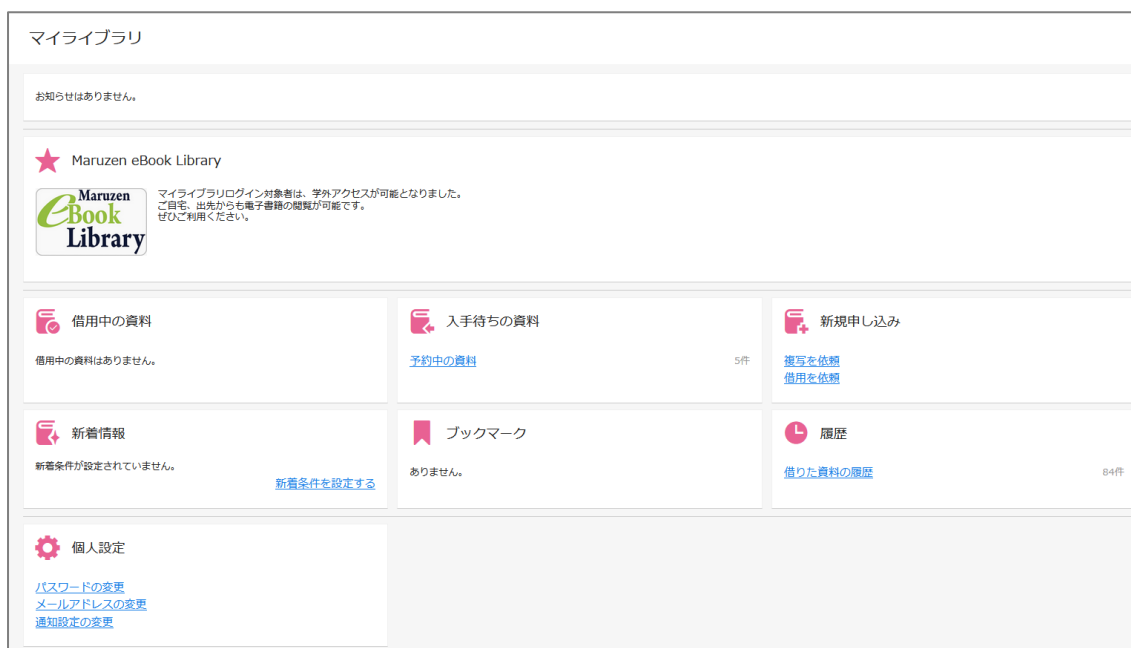 マイライブラリ
お知らせはありません。
Maruzen eBook Library
Maruzen
eBook
Library
マイライブラリログイン対象者は、学外アクセスが可能となりました。
ご自宅、出先からも電子書籍の閲覧が可能です。
ぜひご利用ください。
借用中の資料
借用中の資料はありません。
入手待ちの資料
予約中の資料 5件
新規申し込み
複写を依頼
借用を依頼
新着情報
新着条件が設定されていません。
新着条件を設定する
ブックマーク
ありません。
履歴
借りた資料の履歴 84件
個人設定
パスワードの変更
メールアドレスの変更
通知設定の変更